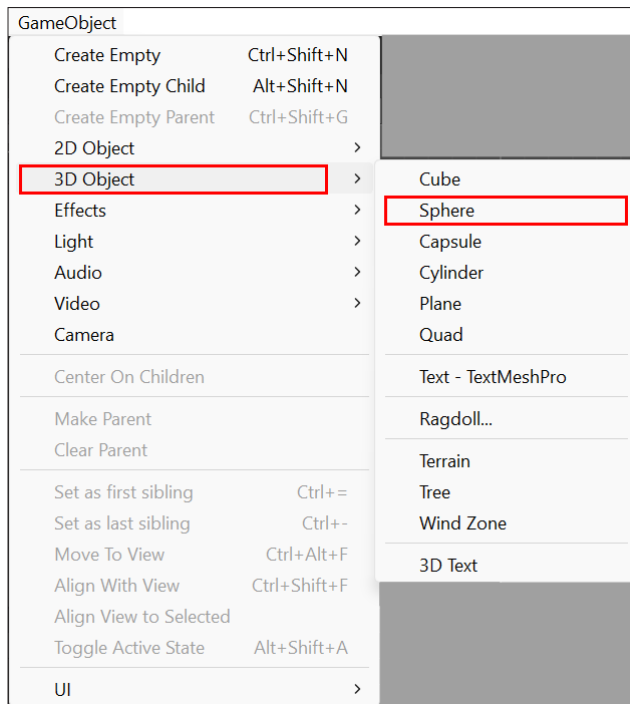 GameObject
Create Empty Ctrl+Shift+N
Create Empty Child Alt+Shift+N
Create Empty Parent Ctrl+Shift+G
2D Object
3D Object
Effects
Light
Audio
Video
Camera
Center On Children
Make Parent
Clear Parent
Set as first sibling Ctrl+=
Set as last sibling Ctrl+-
Move To View Ctrl+Alt+F
Align With View Ctrl+Shift+F
Align View to Selected
Toggle Active State Alt+Shift+A
UI
Cube
Sphere
Capsule
Cylinder
Plane
Quad
Text - TextMeshPro
Ragdoll...
Terrain
Tree
Wind Zone
3D Text